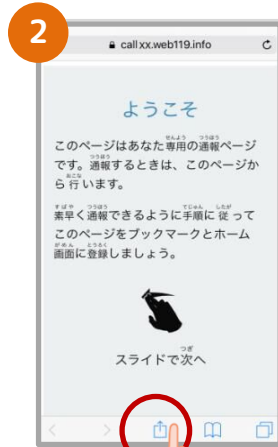 2
call xx.web119.info
ようこそ
このページはあなた専用の通報ページ
です。通報するときは、このページか
ら行います。
素早く通報できるように手順に従って
このページをブックマークとホーム
画面に登録しましょう。
スライドで次へ